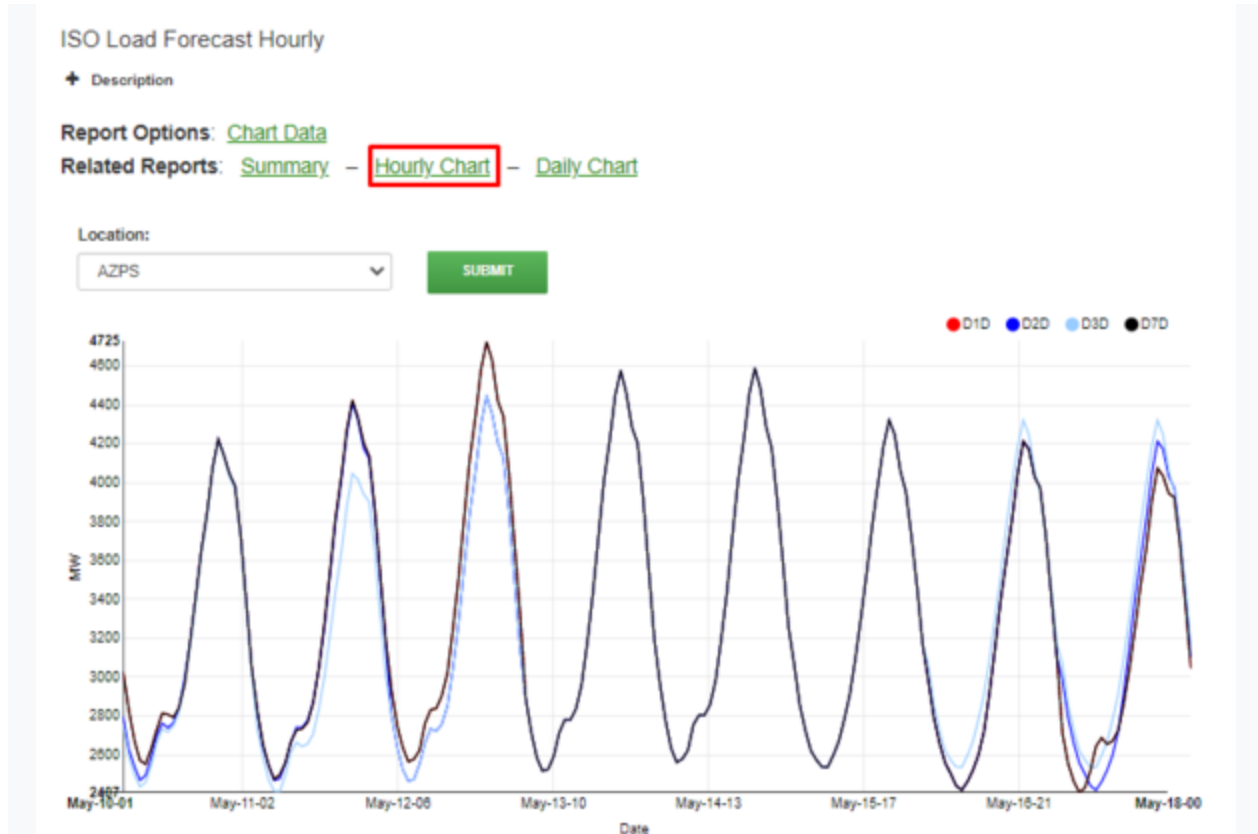 ISO Load Forecast Hourly
+ Description
Report Options: Chart Data
Related Reports: Summary – Hourly Chart – Daily Chart
Location:
AZPS
SUBMIT
D1D D2D D3D D7D
4725
4600
4400
4200
4000
3800
3600
3400
3200
3000
2800
2600
MW
May-10-01 May-11-02 May-12-06 May-13-10 May-14-13 May-15-17 May-16-21 May-18-00
Date